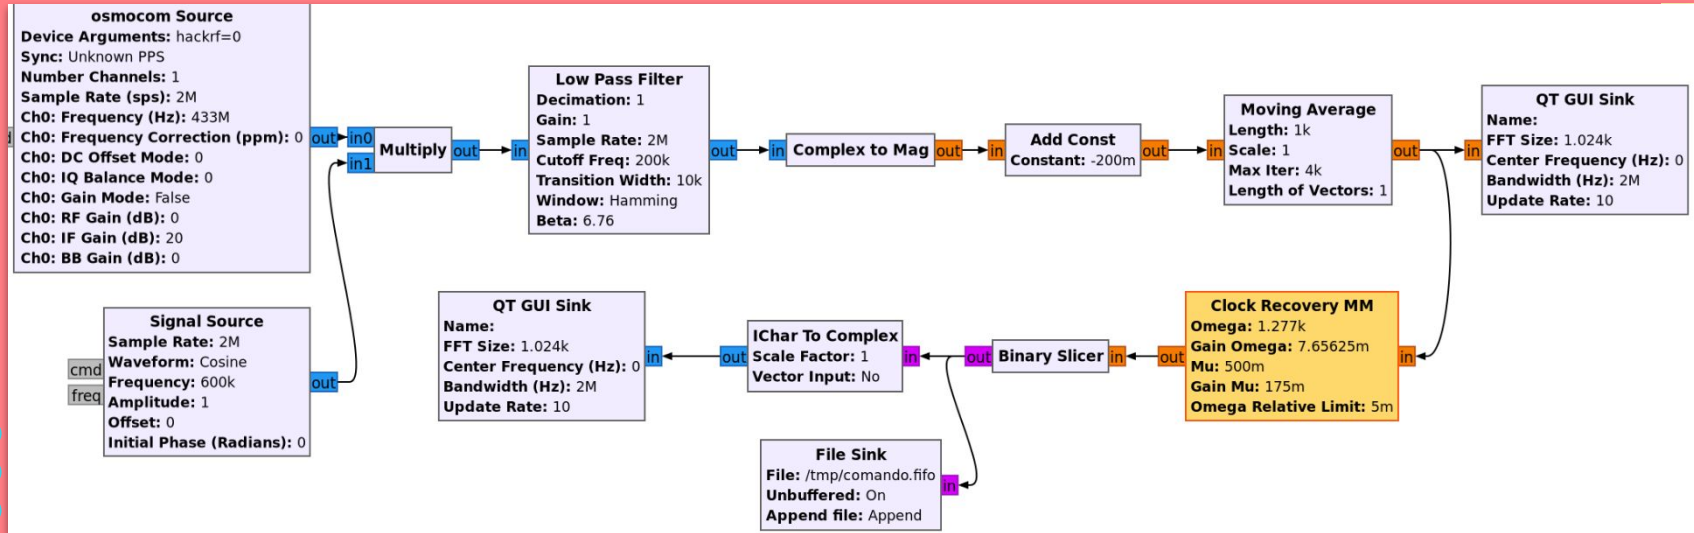 osmocom Source
Device Arguments: hackrf=0
Sync: Unknown PPS
Number Channels: 1
Sample Rate (sps): 2M
Ch0: Frequency (Hz): 433M
Ch0: Frequency Correction (ppm): 0
Ch0: DC Offset Mode: 0
Ch0: IQ Balance Mode: 0
Ch0: Gain Mode: False
Ch0: RF Gain (dB): 0
Ch0: IF Gain (dB): 20
Ch0: BB Gain (dB): 0
out
in0
in1
Multiply
out
in
Low Pass Filter
Decimation: 1
Gain: 1
Sample Rate: 2M
Cutoff Freq: 200k
Transition Width: 10k
Window: Hamming
Beta: 6.76
out
in
Complex to Mag
out
in
Add Const
Constant: -200m
out
in
Moving Average
Length: 1k
Scale: 1
Max Iter: 4k
Length of Vectors: 1
out
in
QT GUI Sink
Name:
FFT Size: 1.024k
Center Frequency (Hz): 0
Bandwidth (Hz): 2M
Update Rate: 10
cmd
freq
Signal Source
Sample Rate: 2M
Waveform: Cosine
Frequency: 600k
Amplitude: 1
Offset: 0
Initial Phase (Radians): 0
out
QT GUI Sink
Name:
FFT Size: 1.024k
Center Frequency (Hz): 0
Bandwidth (Hz): 2M
Update Rate: 10
in
out
IChar To Complex
Scale Factor: 1
Vector Input: No
in
out
Binary Slicer
in
out
Clock Recovery MM
Omega: 1.277k
Gain Omega: 7.65625m
Mu: 500m
Gain Mu: 175m
Omega Relative Limit: 5m
in
File Sink
File: /tmp/comando.fifo
Unbuffered: On
Append file: Append
in